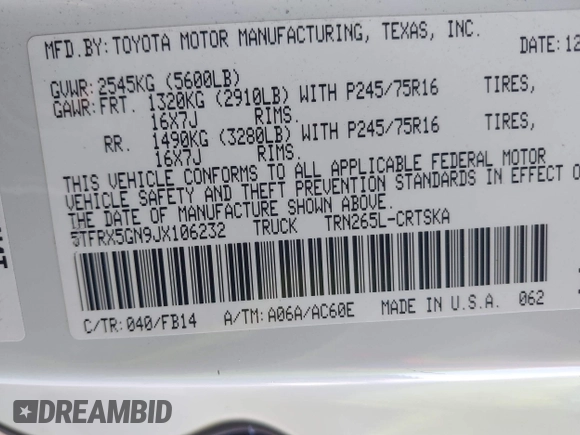 MFD.BY: TOYOTA MOTOR MANUFACTURING, TEXAS, INC.
DATE: 12
GVWR: 2545KG (5600LB)
GAWR: FRT. 1320KG (2910LB) WITH P245/75R16 TIRES,
16X7J RIMS.
RR. 1490KG (3280LB) WITH P245/75R16 TIRES,
16X7J RIMS.
THIS VEHICLE CONFORMS TO ALL APPLICABLE FEDERAL MOTOR
VEHICLE SAFETY AND THEFT PREVENTION STANDARDS IN EFFECT O
THE DATE OF MANUFACTURE SHOWN ABOVE.
5TFRX5GN9JX106232 TRUCK TRN265L-CRTSKA
C/TR: 040/FB14 A/TM: A06A/AC60E MADE IN U.S.A. 062
DREAMBID